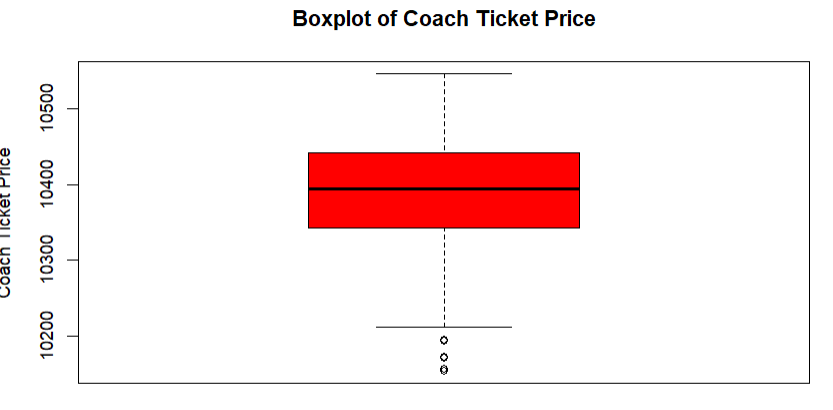 Boxplot of Coach Ticket Price
Coach Ticket Price
10500
10400
10300
10200